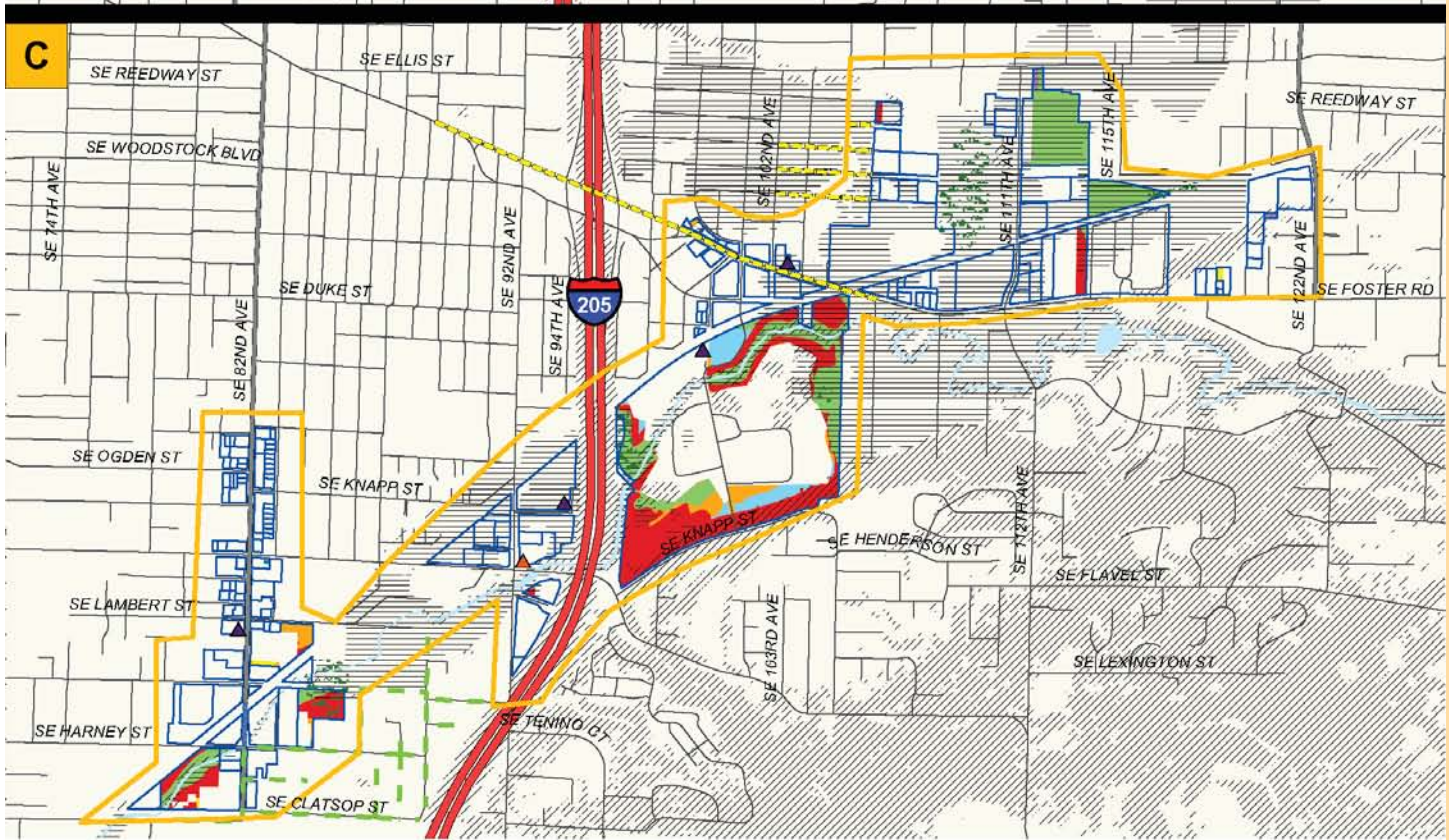 C
SE REEDWAY ST
SE ELLIS ST
SE REEDWAY ST
SE WOODSTOCK BLVD
SE 74TH AVE
SE 102ND AVE
SE 111TH AVE
SE 115TH AVE
SE 92ND AVE
SE 122ND AVE
SE DUKE ST
SE FOSTER RD
205
SE 82ND AVE
SE 94TH AVE
SE OGDEN ST
SE KNAPP ST
SE KNAPP ST
SE HENDERSON ST
SE 112TH AVE
SE FLAVEL ST
SE LAMBERT ST
SE 163RD AVE
SE LEXINGTON ST
SE HARNEY ST
SE TENINO CT
SE CLATSOP ST